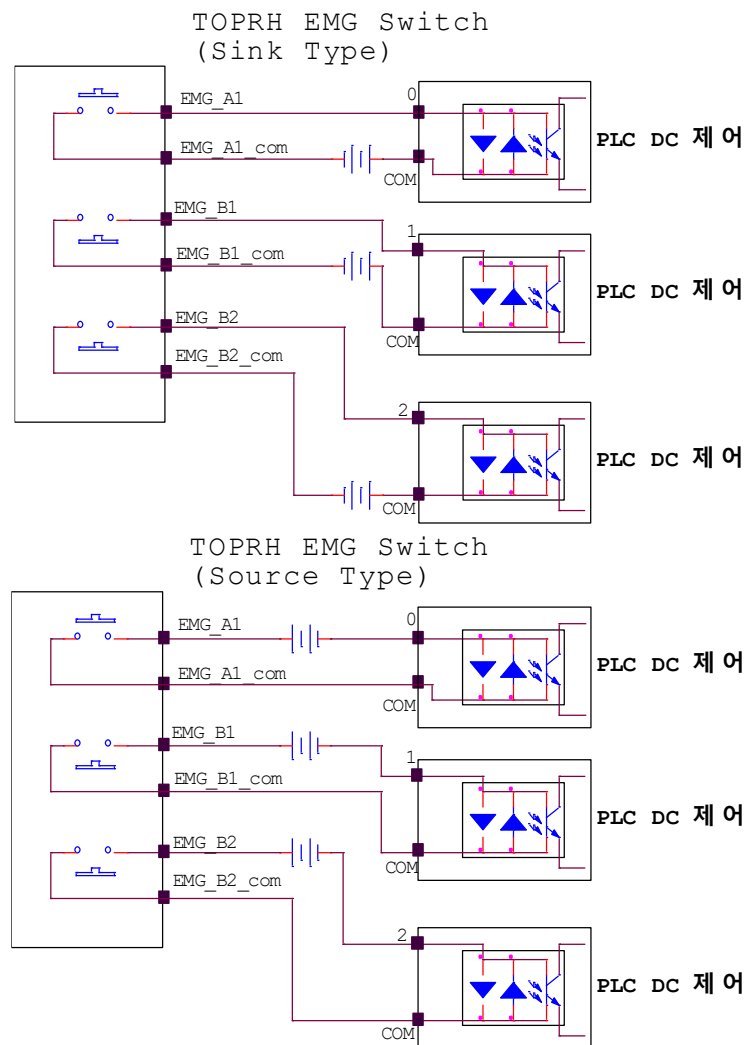 TOPRH EMG Switch
(Sink Type)
EMG_A1
0
EMG_A1_com
COM
PLC DC 제어
EMG_B1
1
EMG_B1_com
COM
PLC DC 제어
EMG_B2
EMG_B2_com
2
COM
PLC DC 제어
TOPRH EMG Switch
(Source Type)
EMG_A1
0
EMG_A1_com
COM
PLC DC 제어
EMG_B1
1
EMG_B1_com
COM
PLC DC 제어
EMG_B2
EMG_B2_com
2
COM
PLC DC 제어